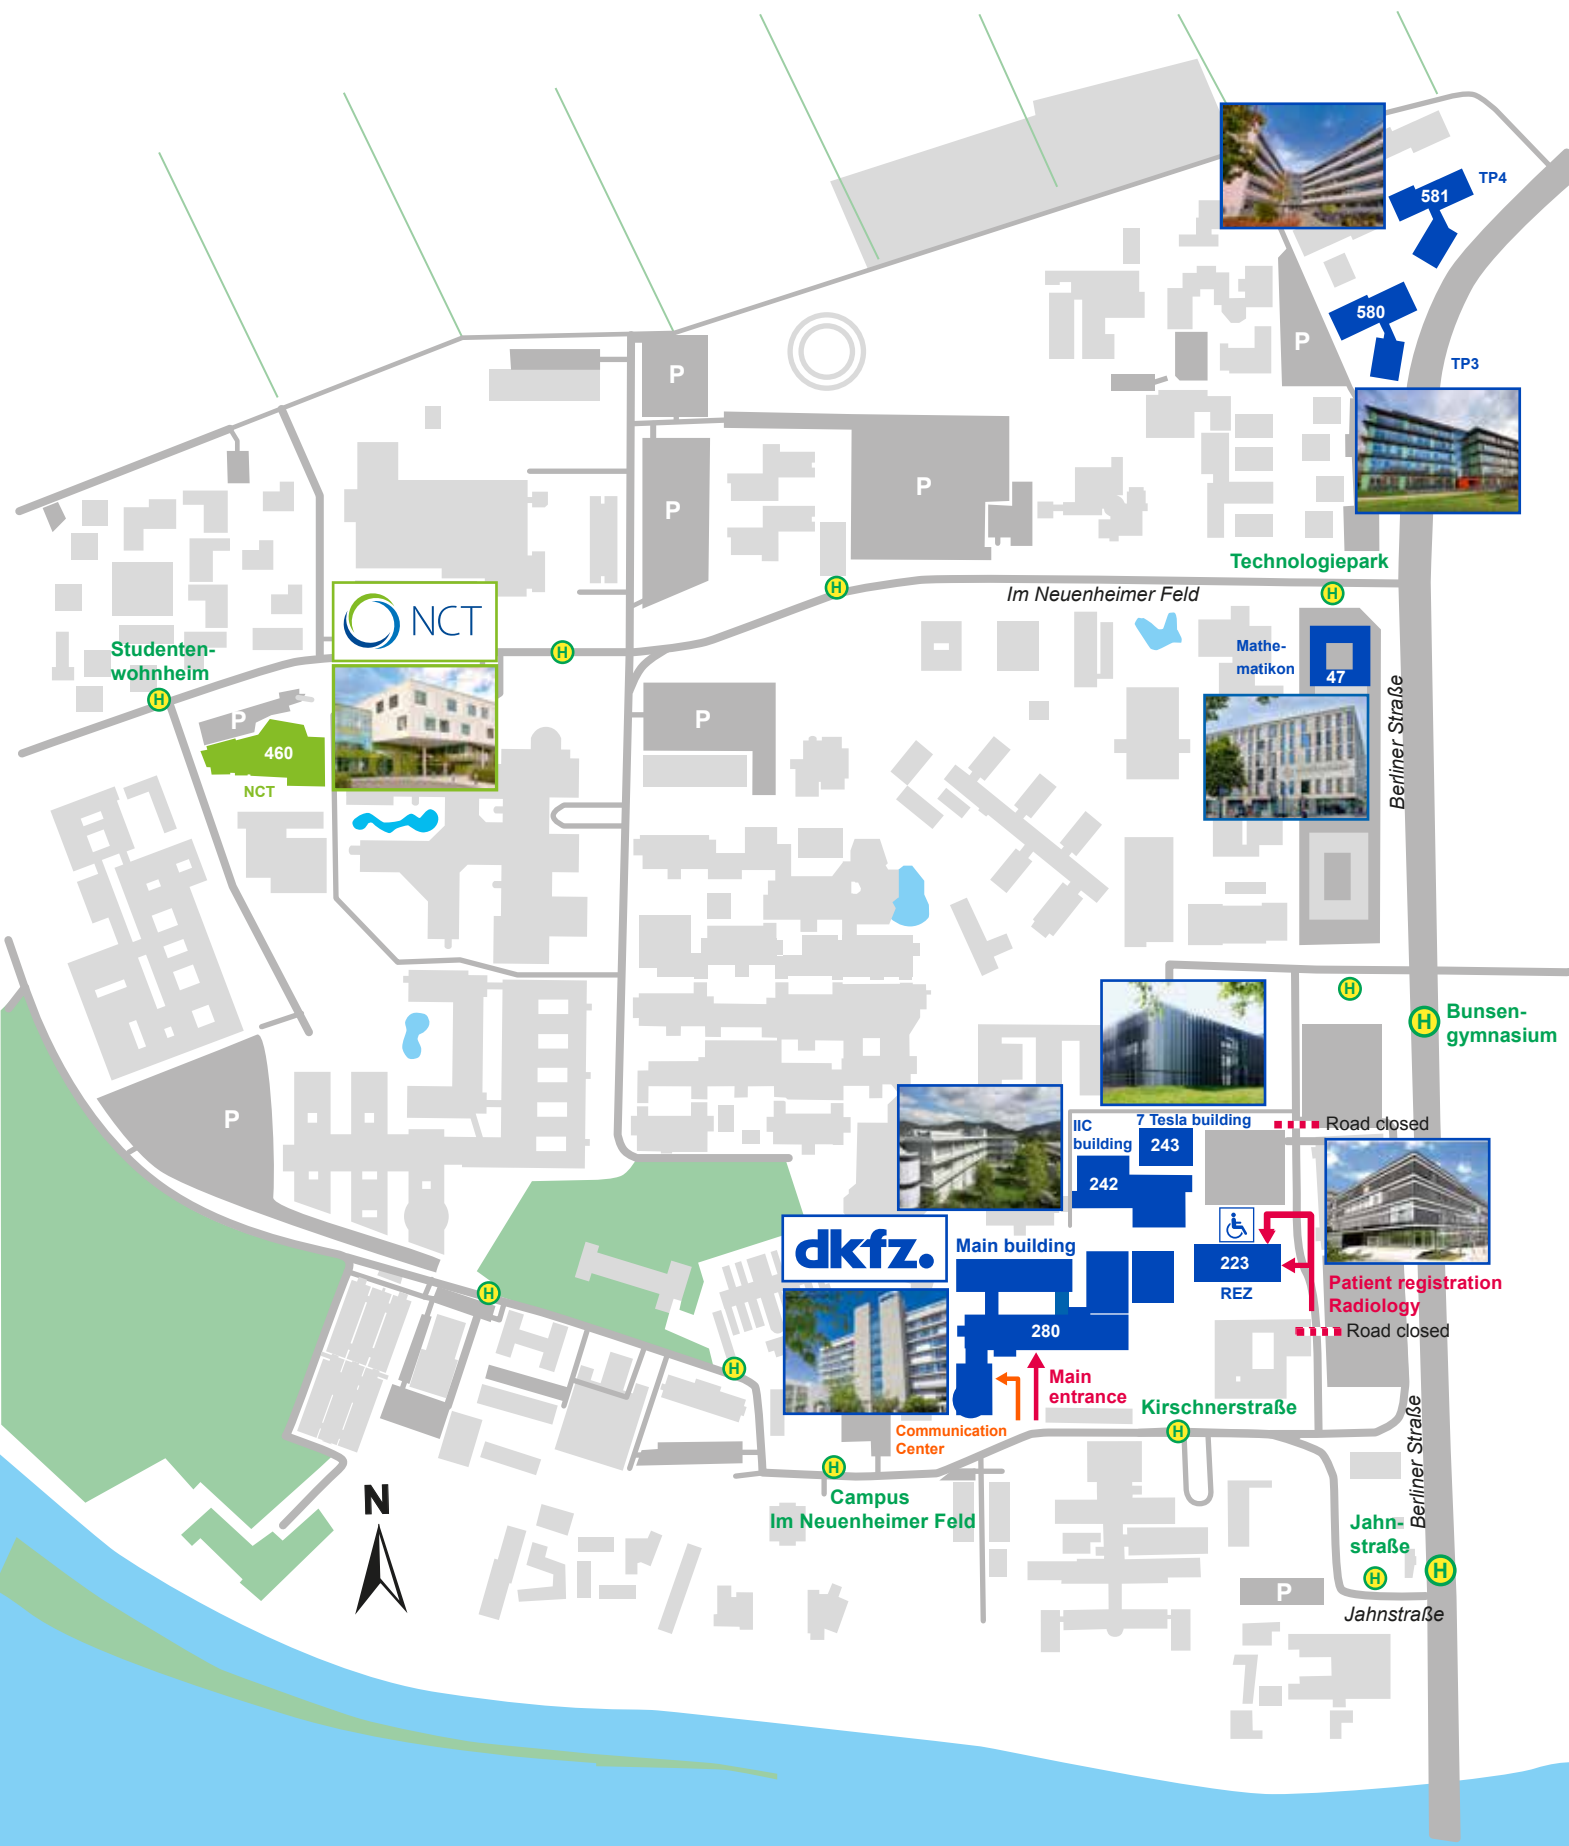 TP4
581
580
P
TP3
P
P
P
Technologiepark
H
H
Im Neuenheimer Feld
NCT
Studenten-
wohnheim
H
H
Mathe-
matikon
47
Berliner Straße
P
P
460
NCT
H
H
Bunsen-
gymnasium
P
7 Tesla building
IIC
building
243
242
Road closed
dkfz.
Main building
223
REZ
Patient registration
Radiology
Road closed
280
H
H
Main
entrance
Communication
Center
Kirschnerstraße
H
Berliner Straße
H
Campus
Im Neuenheimer Feld
N
Jahn-
straße
H
H
P
Jahnstraße